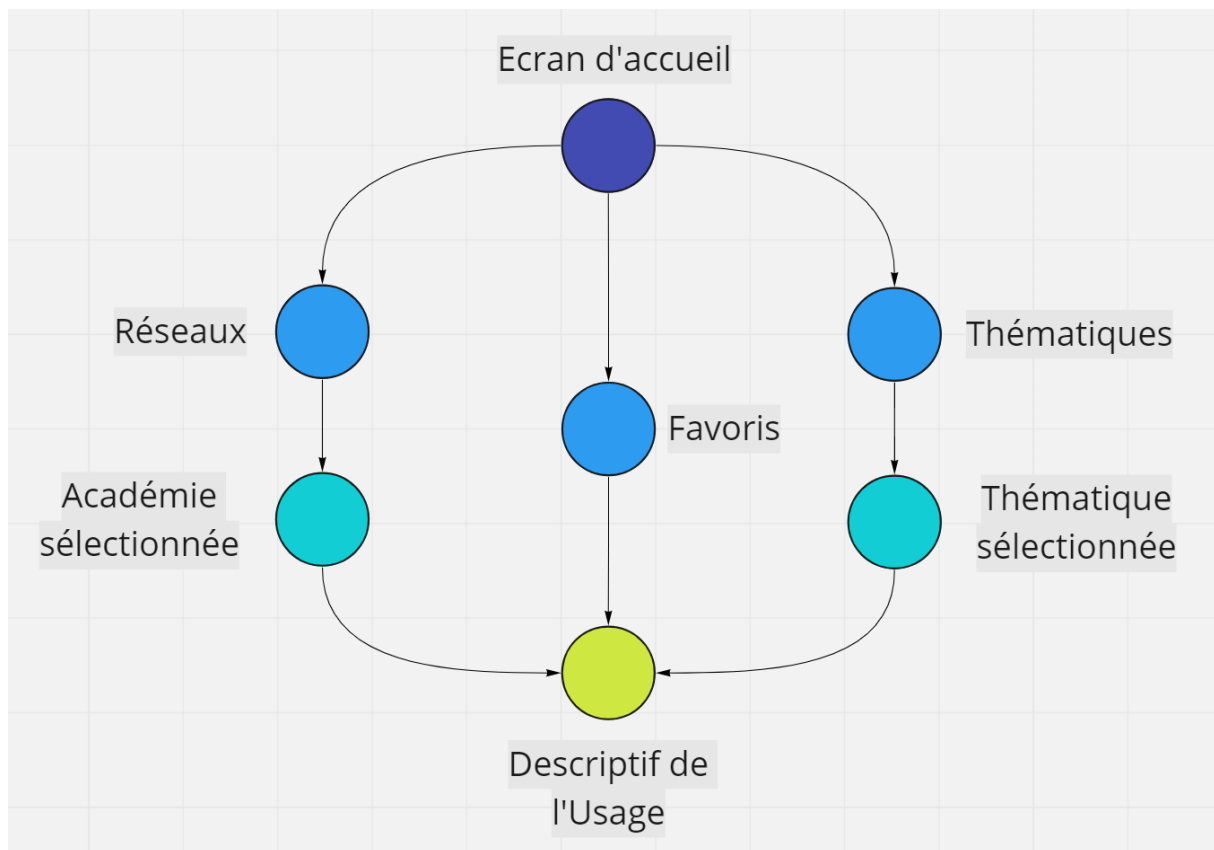 Ecran d'accueil
Réseaux
Thématiques
Favoris
Académie
sélectionnée
Thématique
sélectionnée
Descriptif de
l'Usage